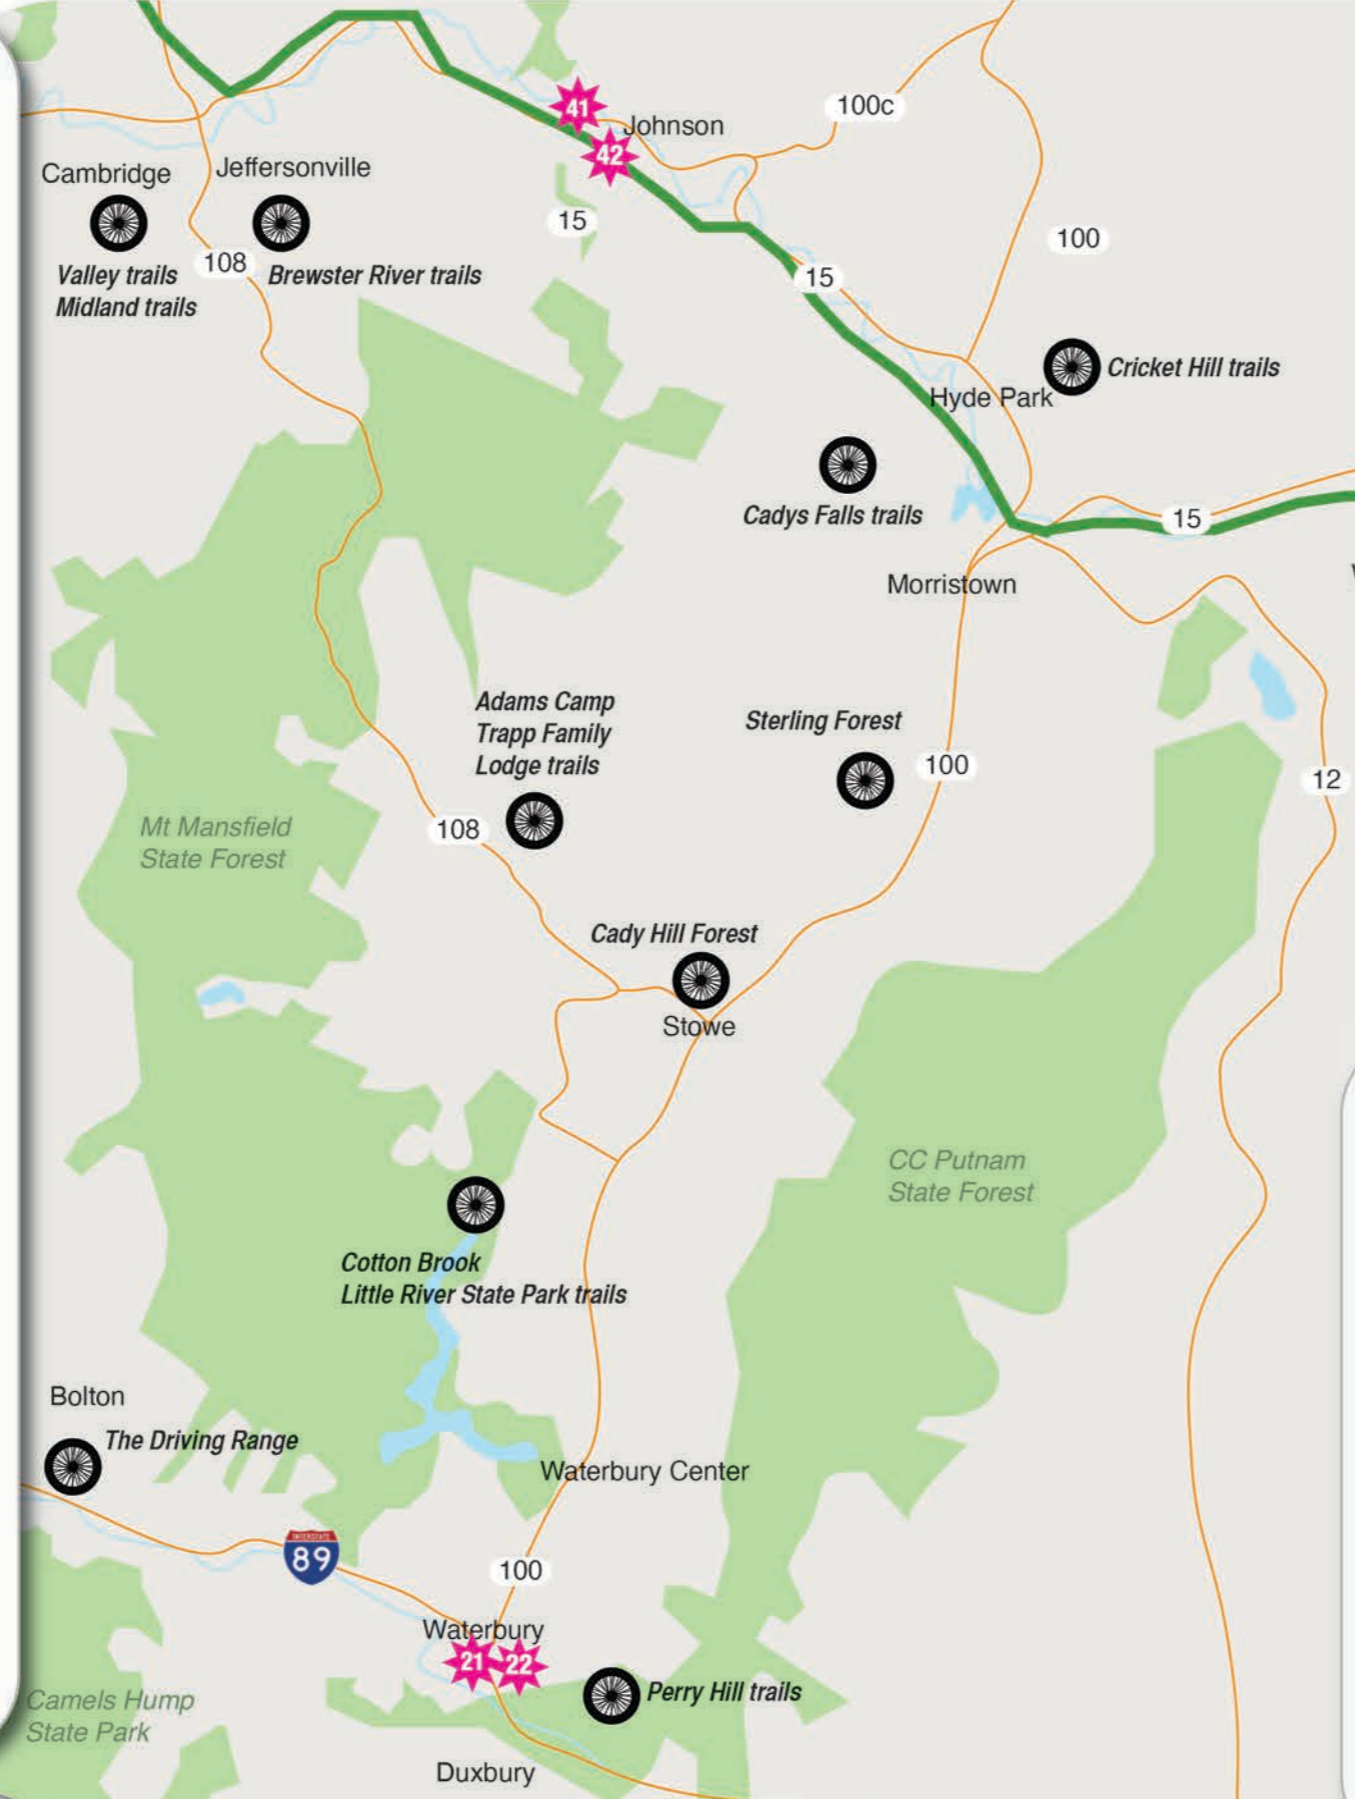 41
Johnson
100c
42
Cambridge
Jeffersonville
15
100
108
Valley trails
Midland trails
Brewster River trails
15
Cricket Hill trails
Hyde Park
Cadys Falls trails
15
Morristown
Adams Camp
Trapp Family
Lodge trails
Sterling Forest
100
12
Mt Mansfield
State Forest
108
Cady Hill Forest
Stowe
CC Putnam
State Forest
Cotton Brook
Little River State Park trails
Bolton
The Driving Range
Waterbury Center
INTERSTATE
89
100
Waterbury
21
22
Perry Hill trails
Camels Hump
State Park
Duxbury